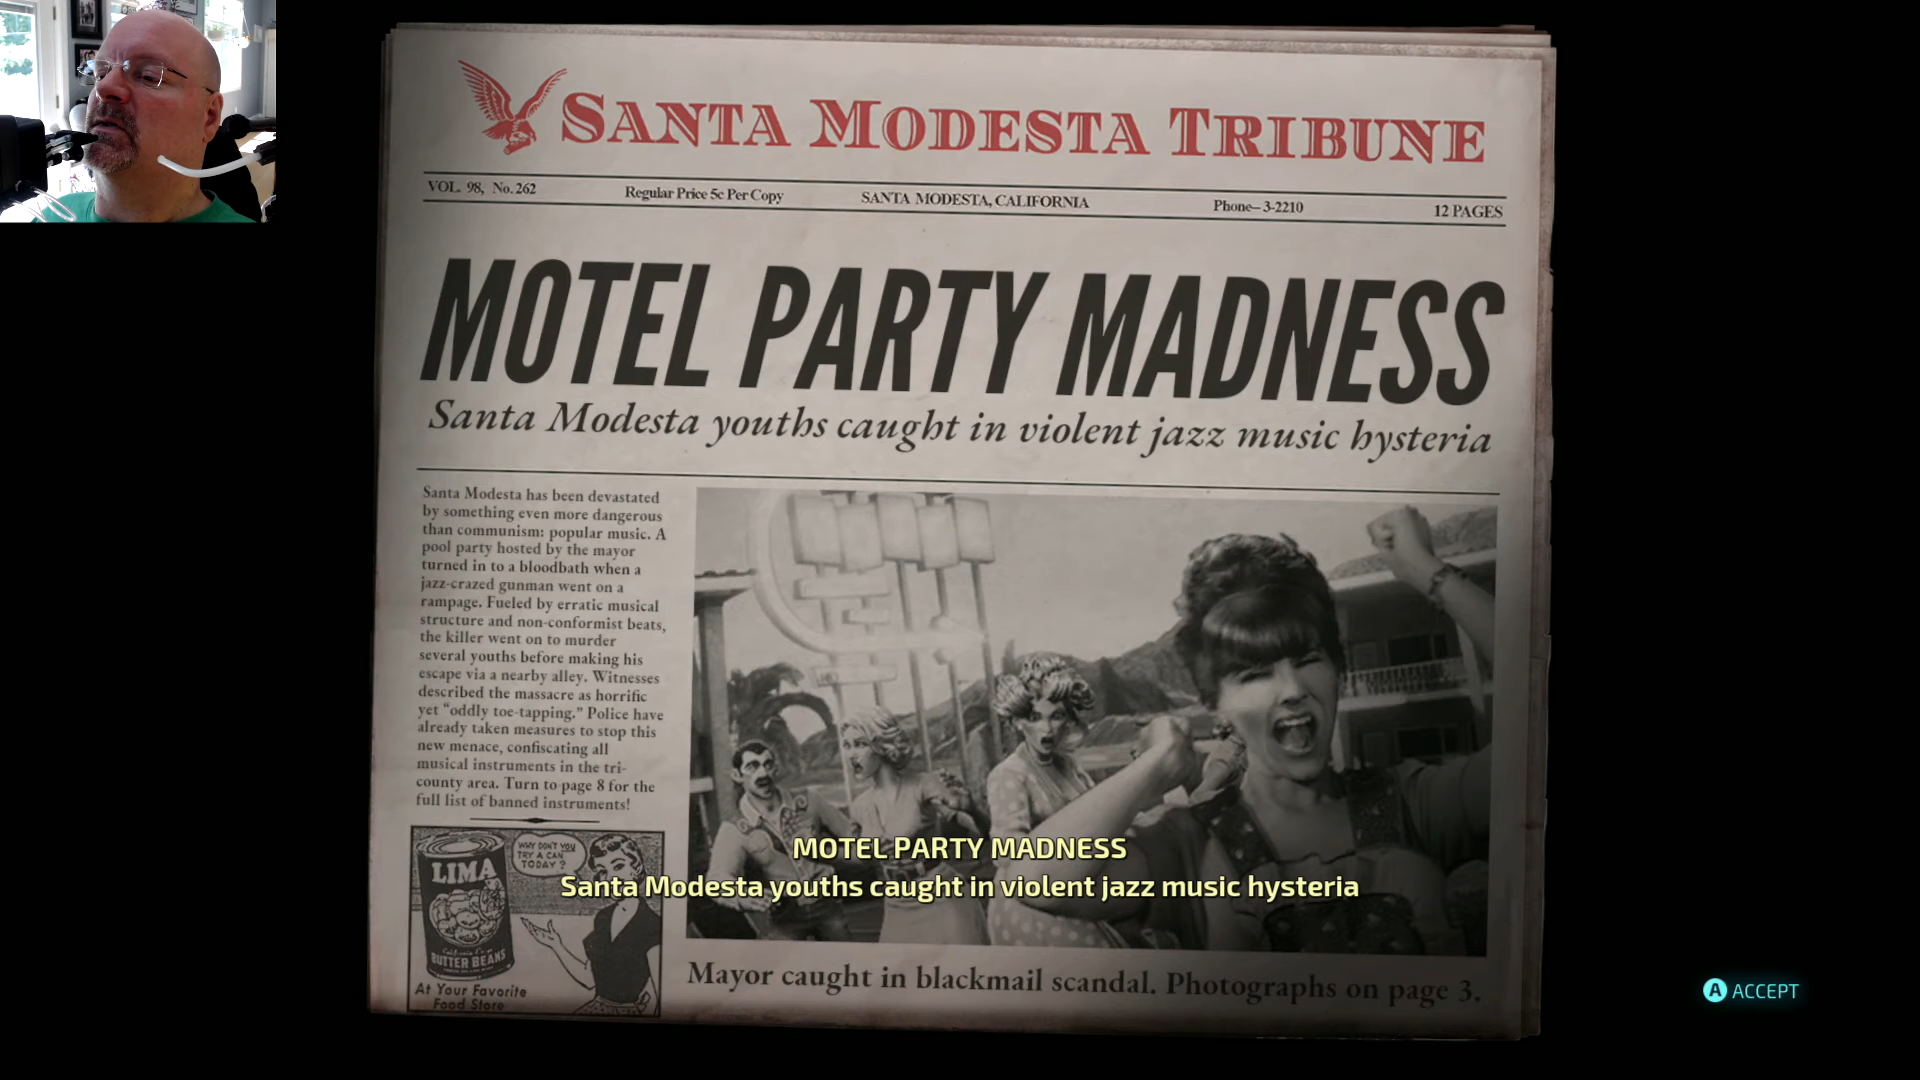 SANTA MODESTA TRIBUNE
VOL. 98, No. 262
Regular Price 5c Per Copy
SANTA MODESTA, CALIFORNIA
Phone–3-2210
12 PAGES
MOTEL PARTY MADNESS
Santa Modesta youths caught in violent jazz music hysteria
Santa Modesta has been devastated
by something even more dangerous
than communism: popular music. A
pool party hosted by the mayor
turned in to a bloodbath when a
jazz-crazed gunman went on a
rampage. Fueled by erratic musical
structure and non-conformist beats,
the killer went on to murder
several youths before making his
escape via a nearby alley. Witnesses
described the massacre as horrific
yet “oddly toe-tapping.” Police have
already taken measures to stop this
new menace, confiscating all
musical instruments in the tri-
county area. Turn to page 8 for the
full list of banned instruments!
WHY DON'T YOU
TRY A CAN
TODAY?
LIMA
BUTTER BEANS
At Your Favorite
Food Store
MOTEL PARTY MADNESS
Santa Modesta youths caught in violent jazz music hysteria
Mayor caught in blackmail scandal. Photographs on page 3.
A ACCEPT